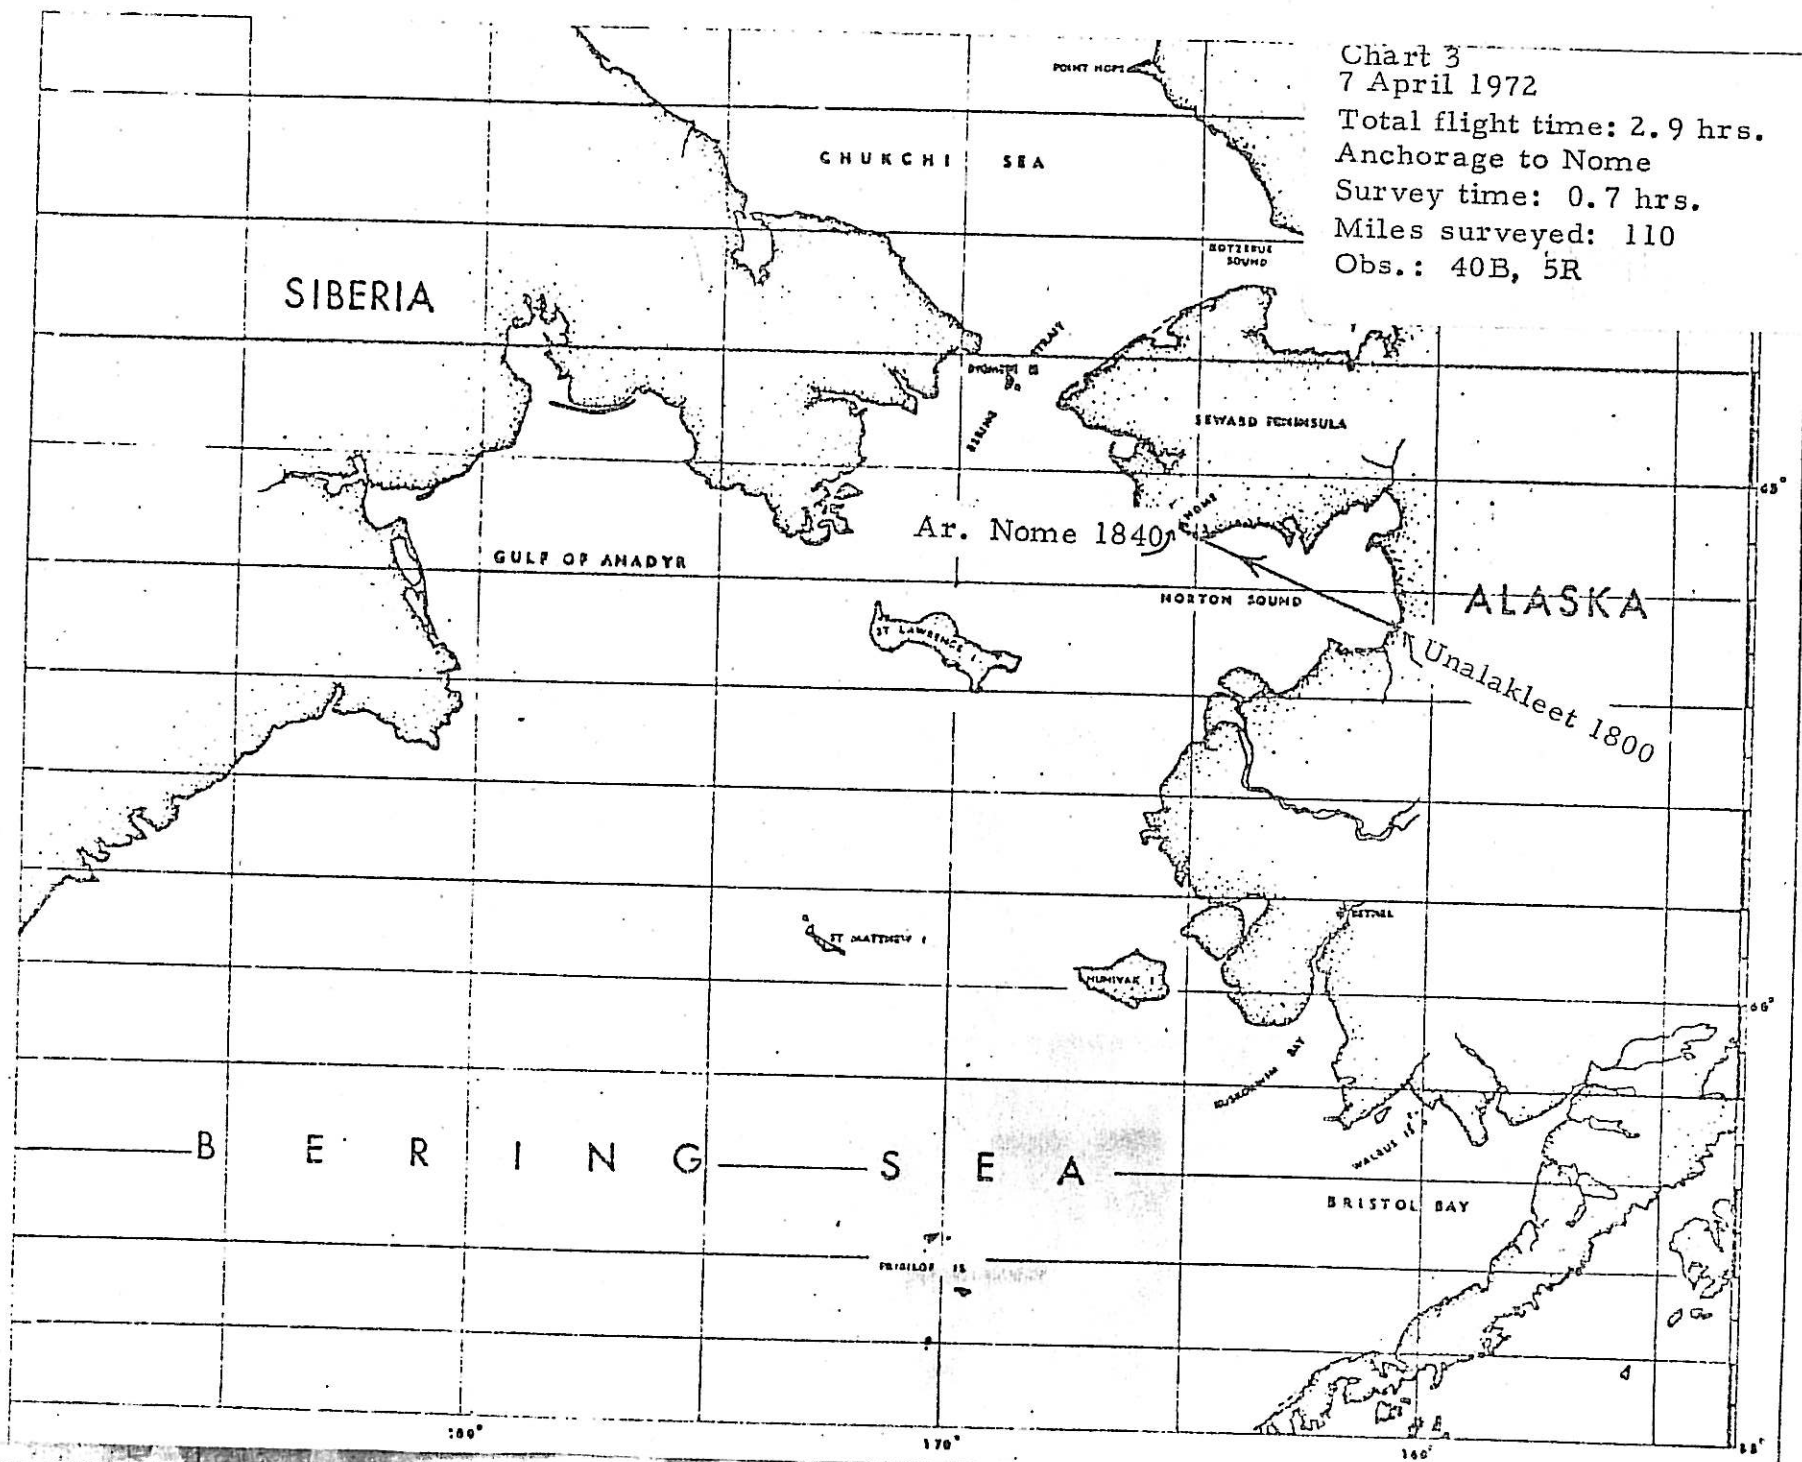 Chart 3
7 April 1972
Total flight time: 2.9 hrs.
Anchorage to Nome
Survey time: 0.7 hrs.
Miles surveyed: 110
Obs.: 40B, 5R
POINT HOPE
CHUKCHI SEA
KOTZEBUE
SOUND
SIBERIA
BERING STRAIT
DIOMEDE IS
SEWARD PENINSULA
65°
NOME
Ar. Nome 1840
GULF OF ANADYR
NORTON SOUND
ALASKA
ST LAWRENCE I
Unalakleet 1800
BETHEL
ST MATTHEW I
NUNIVAK I
60°
KUSKOKWIM BAY
WALRUS IS
BERING SEA
BRISTOL BAY
PRIBILOF IS
180°
170°
160°
55°